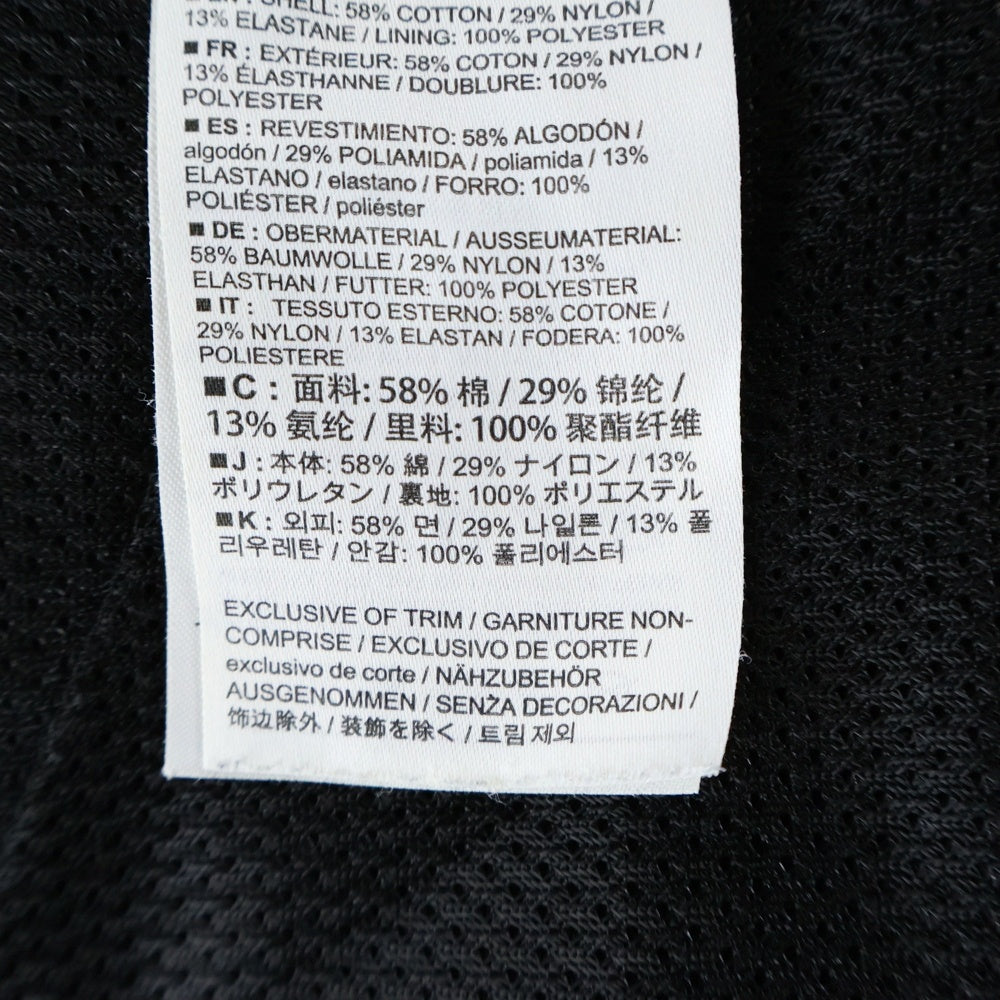 ■ EN : SHELL: 58% COTTON / 29% NYLON /
13% ELASTANE / LINING: 100% POLYESTER
■ FR : EXTÉRIEUR: 58% COTON / 29% NYLON /
13% ÉLASTHANNE / DOUBLURE: 100%
POLYESTER
■ ES : REVESTIMIENTO: 58% ALGODÓN /
algodón / 29% POLIAMIDA / poliamida / 13%
ELASTANO / elastano / FORRO: 100%
POLIÉSTER / poliéster
■ DE : OBERMATERIAL / AUSSEUMATERIAL:
58% BAUMWOLLE / 29% NYLON / 13%
ELASTHAN / FUTTER: 100% POLYESTER
■ IT : TESSUTO ESTERNO: 58% COTONE /
29% NYLON / 13% ELASTAN / FODERA: 100%
POLIESTERE
■ C : 面料: 58% 棉 / 29% 锦纶 /
13% 氨纶 / 里料: 100% 聚酯纤维
■ J : 本体: 58% 綿 / 29% ナイロン / 13%
ポリウレタン / 裏地: 100% ポリエステル
■ K : 외피: 58% 면 / 29% 나일론 / 13% 폴
리우레탄 / 안감: 100% 폴리에스터
EXCLUSIVE OF TRIM / GARNITURE NON-
COMPRISE / EXCLUSIVO DE CORTE /
exclusivo de corte / NÄHZUBEHÖR
AUSGENOMMEN / SENŻA DECORAZIONI /
饰边除外 / 装飾を除く / 트림 제외